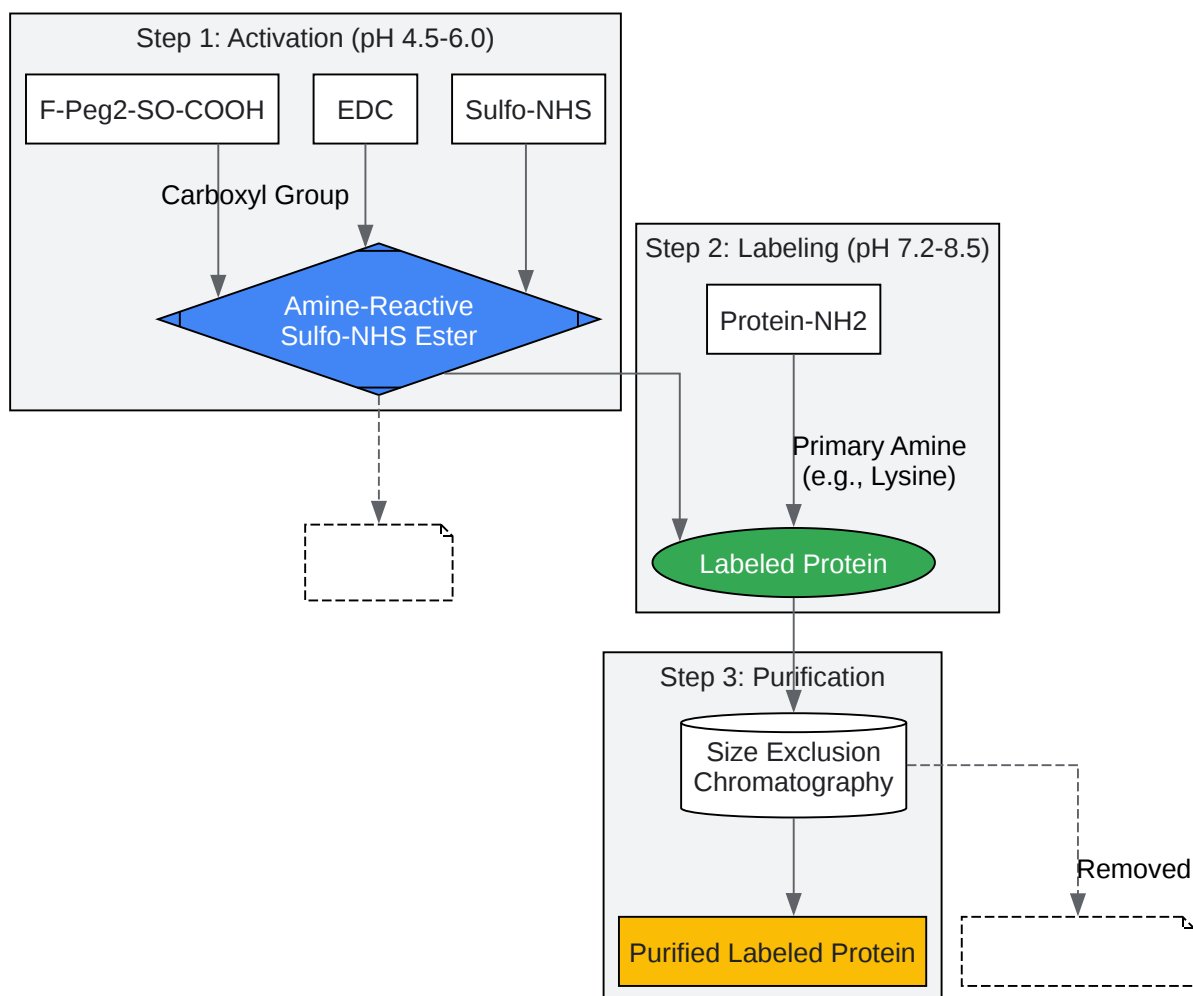 Step 1: Activation (pH 4.5-6.0)
F-Peg2-SO-COOH
EDC
Sulfo-NHS
Carboxyl Group
Amine-Reactive
Sulfo-NHS Ester
Step 2: Labeling (pH 7.2-8.5)
Protein-NH2
Primary Amine
(e.g., Lysine)
Labeled Protein
Step 3: Purification
Size Exclusion
Chromatography
Removed
Purified Labeled Protein